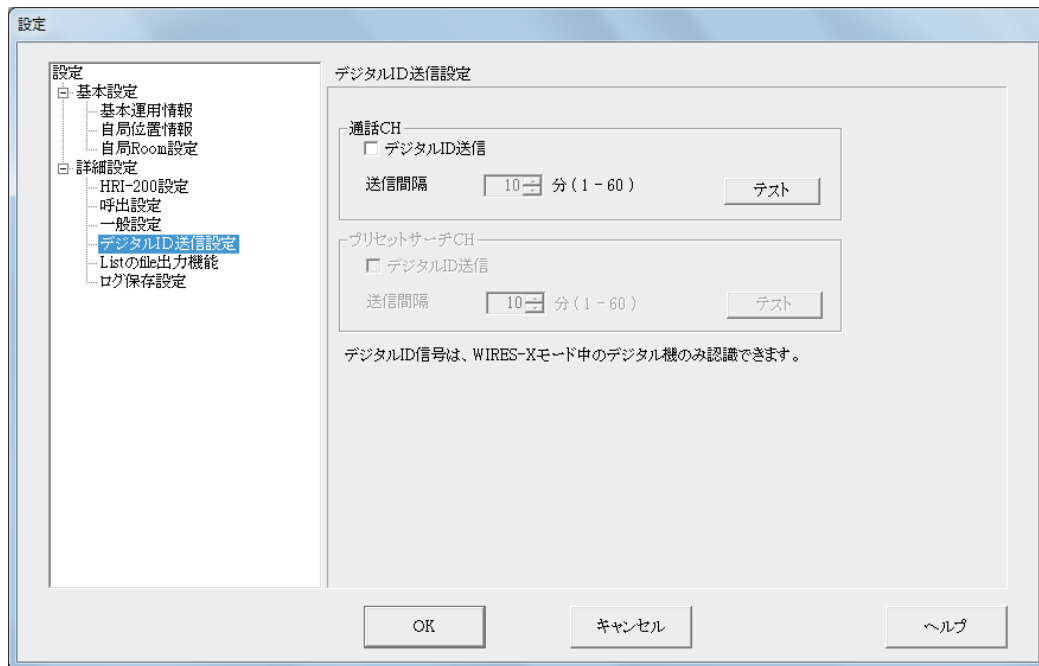 設定
設定
基本設定
基本運用情報
自局位置情報
自局Room設定
詳細設定
HRI-200設定
呼出設定
一般設定
デジタルID送信設定
Listのfile出力機能
ログ保存設定
デジタルID送信設定
通話CH
デジタルID送信
送信間隔 10 分(1-60) テスト
プリセットサーチCH
デジタルID送信
送信間隔 10 分(1-60) テスト
デジタルID信号は、WIRES-Xモード中のデジタル機のみ認識できます。
OK キャンセル ヘルプ